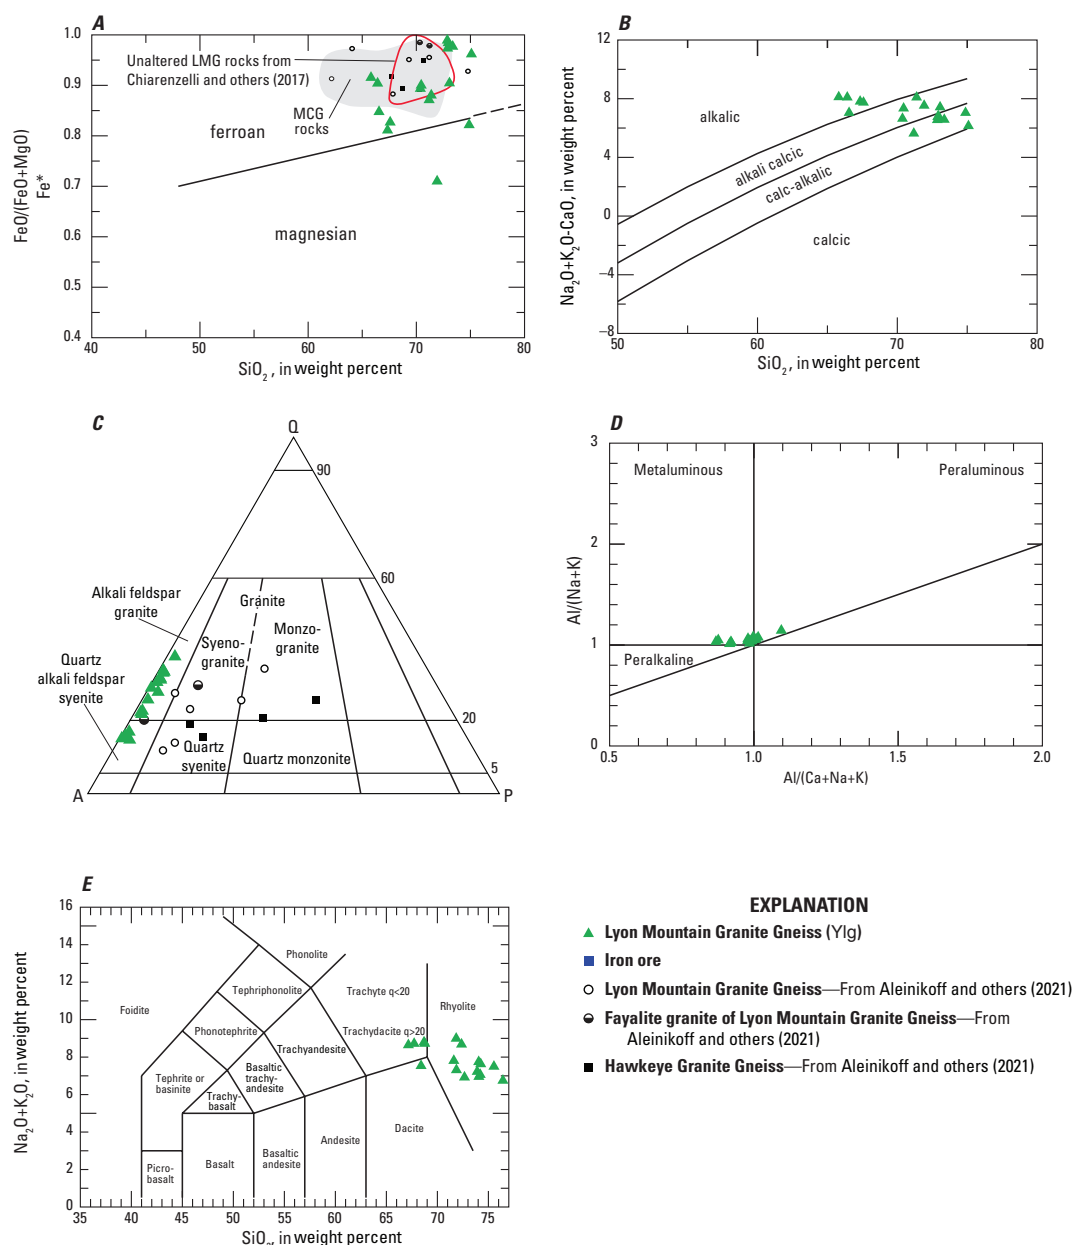 A
1.0
0.9
0.8
0.7
0.6
0.5
0.4
FeO/(FeO+MgO)
Fe*
Unaltered LMG rocks from
Chiarenzelli and others (2017)
MCG
rocks
ferroan
magnesian
40
50
60
70
80
SiO2, in weight percent
B
12
8
4
0
−4
−8
Na2O+K2O-CaO, in weight percent
alkalic
alkali calcic
calc-alkalic
calcic
50
60
70
80
SiO2, in weight percent
C
Q
90
60
Alkali feldspar
granite
Granite
Syeno-
granite
Monzo-
granite
Quartz
alkali feldspar
syenite
20
Quartz
syenite
Quartz monzonite
5
A
P
D
3
2
1
0
Al/(Na+K)
Metaluminous
Peraluminous
Peralkaline
0.5
1.0
1.5
2.0
Al/(Ca+Na+K)
E
16
14
12
10
8
6
4
2
0
Na2O+K2O, in weight percent
Phonolite
Foidite
Tephriphonolite
Trachyte q<20
Rhyolite
Phonotephrite
Trachydacite q>20
Trachyandesite
Tephrite or
basinite
Basaltic
trachy-
andesite
Trachy-
basalt
Dacite
Andesite
Basaltic
andesite
Basalt
Picro-
basalt
35
40
45
50
55
60
65
70
75
SiO2, in weight percent
EXPLANATION
Lyon Mountain Granite Gneiss (Ylg)
Iron ore
Lyon Mountain Granite Gneiss—From Aleinikoff and others (2021)
Fayalite granite of Lyon Mountain Granite Gneiss—From
Aleinikoff and others (2021)
Hawkeye Granite Gneiss—From Aleinikoff and others (2021)